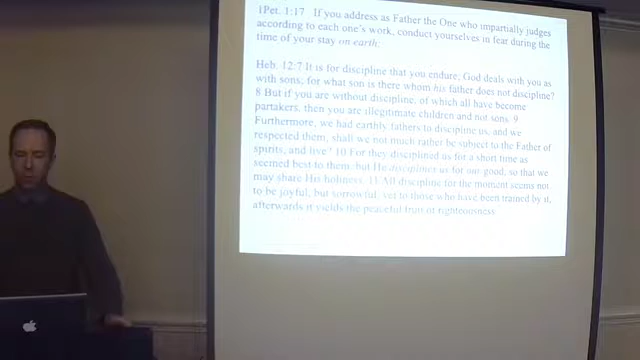 1Pet. 1:17 If you address as Father the One who impartially judges
according to each one's work, conduct yourselves in fear during the
time of your stay on earth;
Heb. 12:7 It is for discipline that you endure; God deals with you as
with sons; for what son is there whom his father does not discipline?
8 But if you are without discipline, of which all have become
partakers, then you are illegitimate children and not sons. 9
Furthermore, we had earthly fathers to discipline us, and we
respected them; shall we not much rather be subject to the Father of
spirits, and live? 10 For they disciplined us for a short time as
seemed best to them, but He disciplines us for our good, so that we
may share His holiness. 11 All discipline for the moment seems not
to be joyful, but sorrowful; yet to those who have been trained by it,
afterwards it yields the peaceful fruit of righteousness.